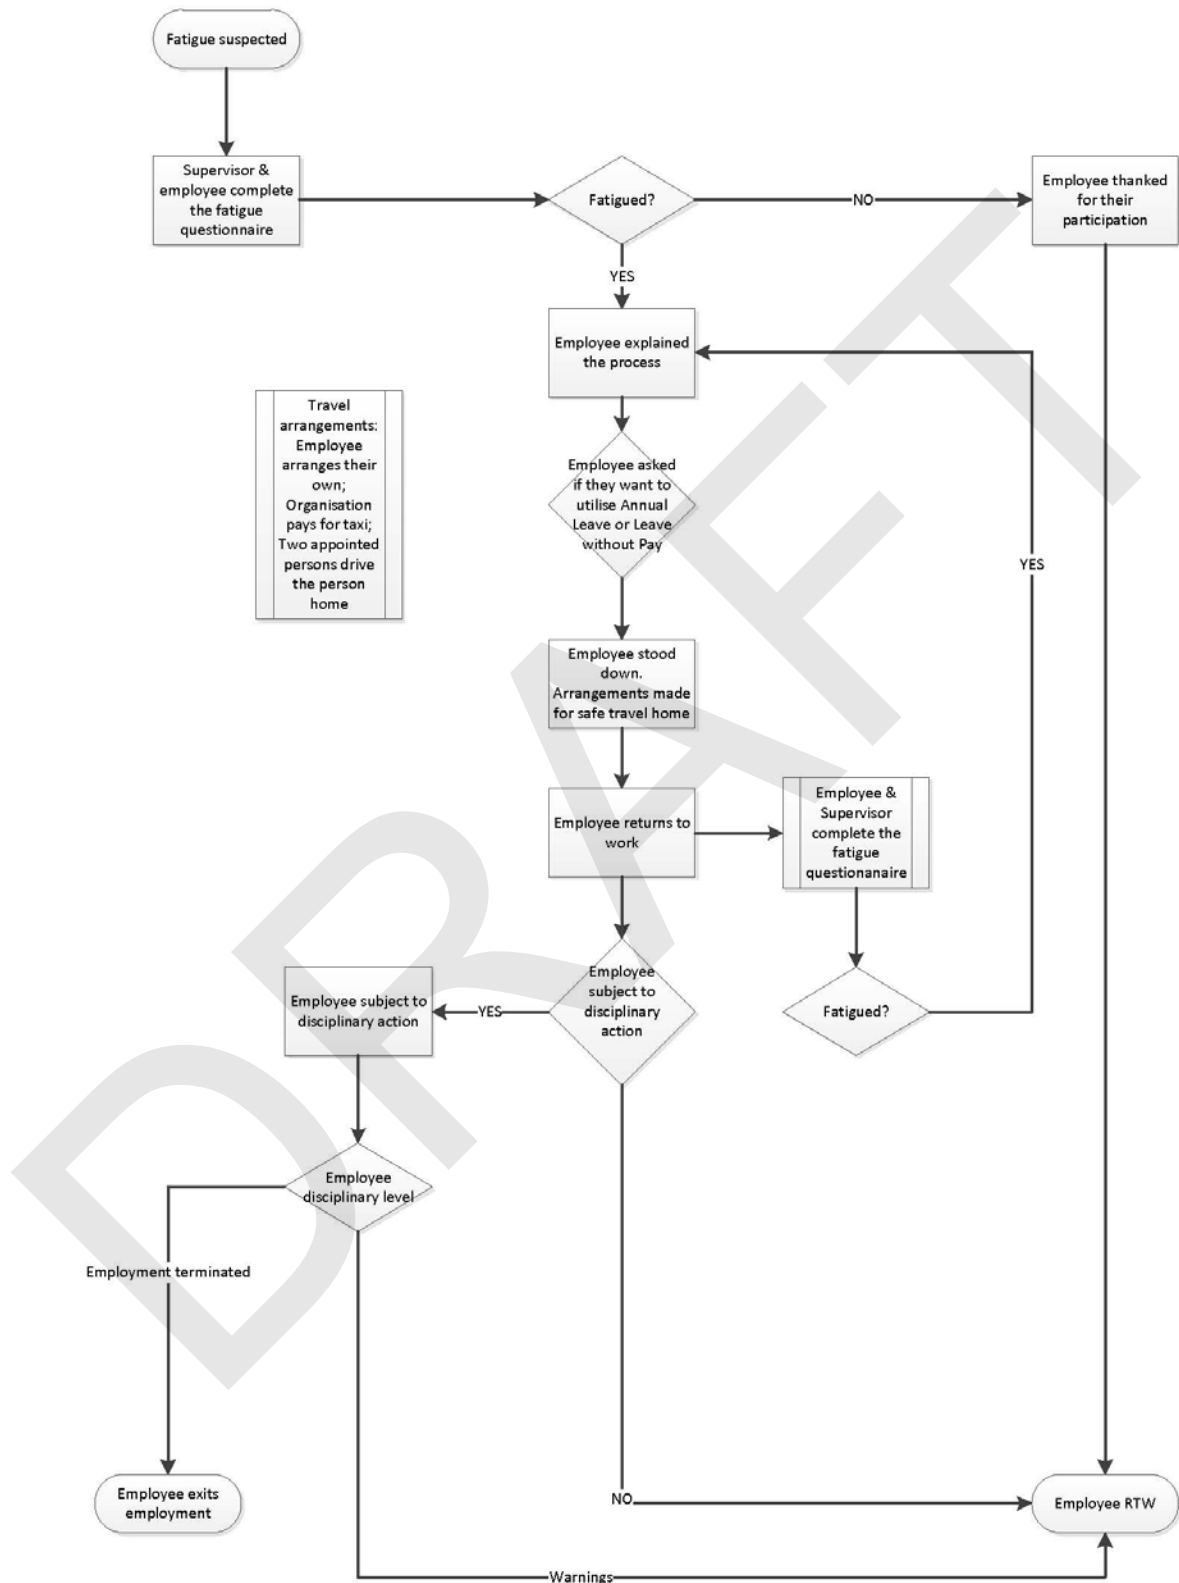 Fatigue suspected
Supervisor &
employee complete
the fatigue
questionnaire
Fatigued?
NO
Employee thanked
for their
participation
YES
Employee explained
the process
Travel
arrangements:
Employee
arranges their
own;
Organisation
pays for taxi;
Two appointed
persons drive
the person
home
Employee asked
if they want to
utilise Annual
Leave or Leave
without Pay
YES
Employee stood
down.
Arrangements made
for safe travel home
Employee returns to
work
Employee &
Supervisor
complete the
fatigue
questionanaire
Employee subject to
disciplinary action
YES
Employee
subject to
disciplinary
action
Fatigued?
Employee
disciplinary level
Employment terminated
Employee exits
employment
NO
Employee RTW
Warnings
DRAFT